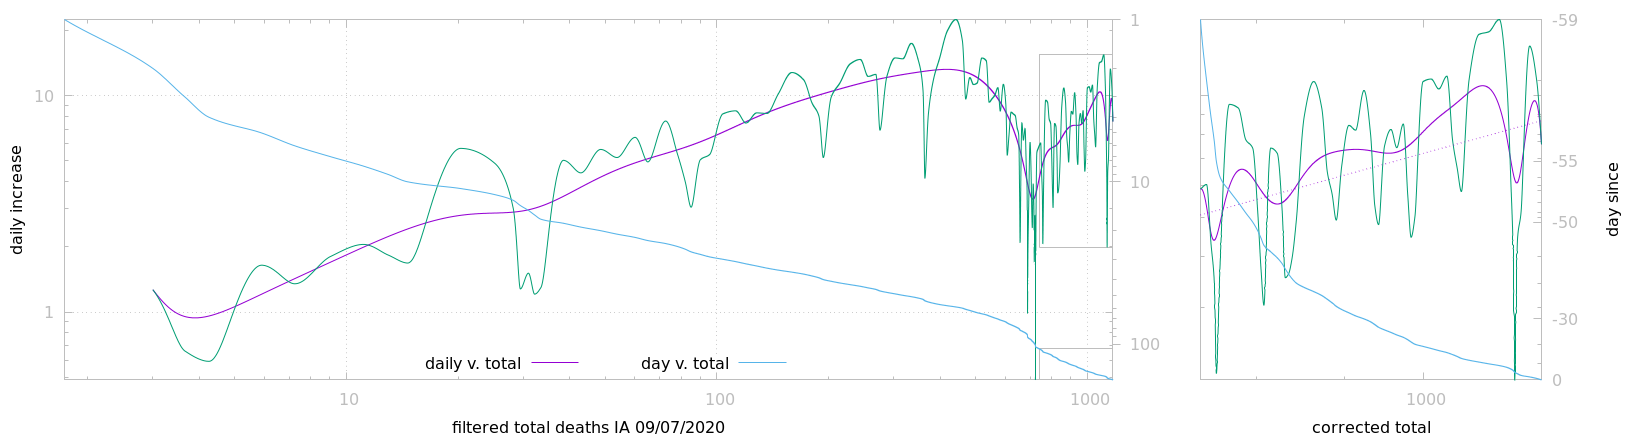 daily increase
10
1
daily v. total
day v. total
10
100
1000
filtered total deaths IA 09/07/2020
1
10
100
1000
corrected total
-59
-55
-50
-30
0
day since